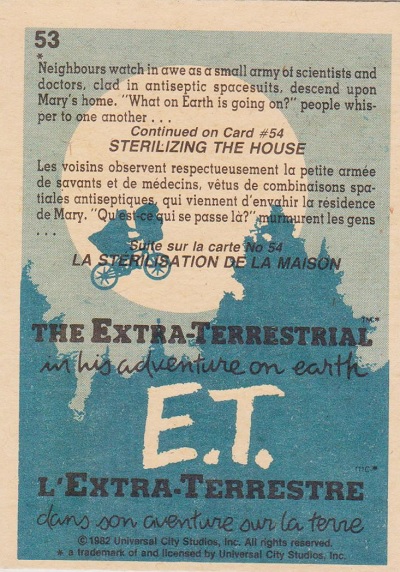 53
*
Neighbours watch in awe as a small army of scientists and
doctors, clad in antiseptic spacesuits, descend upon
Mary's home. "What on Earth is going on?" people whis-
per to one another . . .
Continued on Card #54
STERILIZING THE HOUSE
Les voisins observent respectueusement la petite armée
de savants et de médecins, vêtus de combinaisons spa-
tiales antiseptiques qui viennent d'envahir la résidence
de Mary. "Qu'est-ce qui se passe là?" murmurent les gens
. . .
Suite sur la carte No 54
LA STÉRILISATION DE LA MAISON
THE EXTRA-TERRESTRIAL TMC*
in his adventure on earth
E.T.
L'EXTRA-TERRESTRE
dans son aventure sur la terre
©1982 Universal City Studios, Inc. All rights reserved.
* a trademark of and licensed by Universal City Studios, Inc.